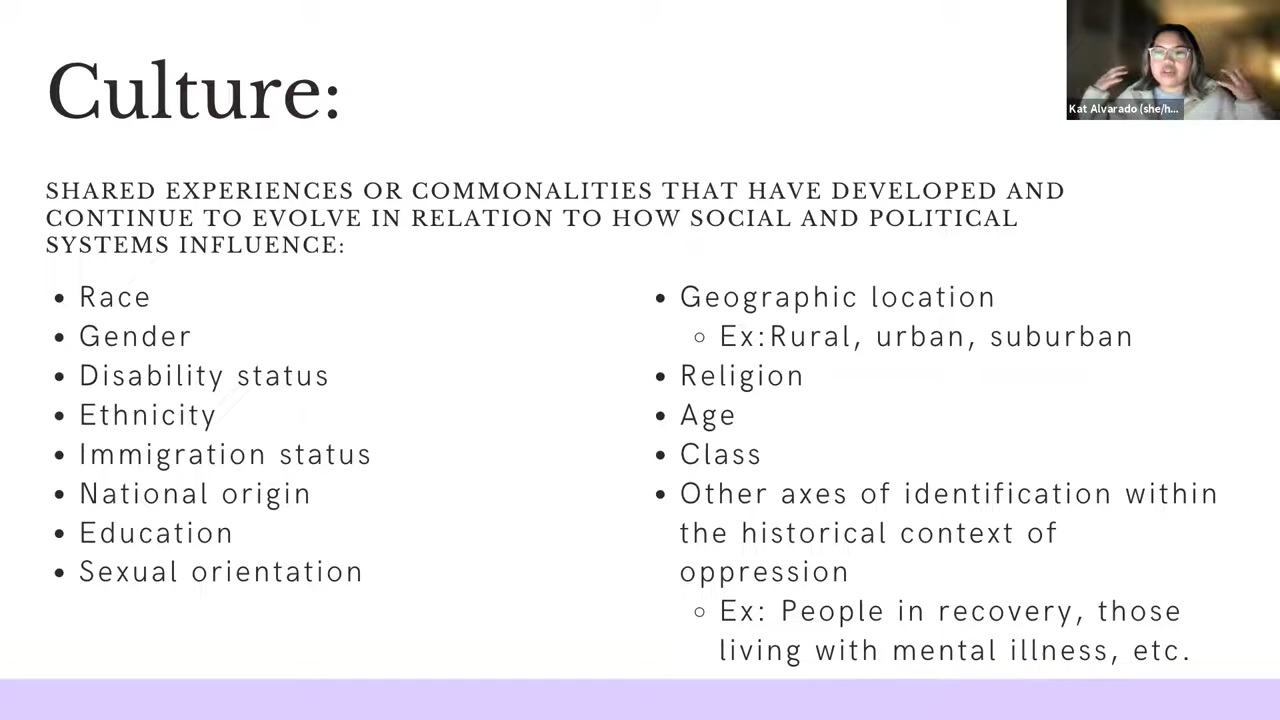 Culture:
Kat Alvarado (she/h...
SHARED EXPERIENCES OR COMMONALITIES THAT HAVE DEVELOPED AND
CONTINUE TO EVOLVE IN RELATION TO HOW SOCIAL AND POLITICAL
SYSTEMS INFLUENCE:
• Race
• Gender
• Disability status
• Ethnicity
• Immigration status
• National origin
• Education
• Sexual orientation
• Geographic location
◦ Ex:Rural, urban, suburban
• Religion
• Age
• Class
• Other axes of identification within
the historical context of
oppression
◦ Ex: People in recovery, those
living with mental illness, etc.